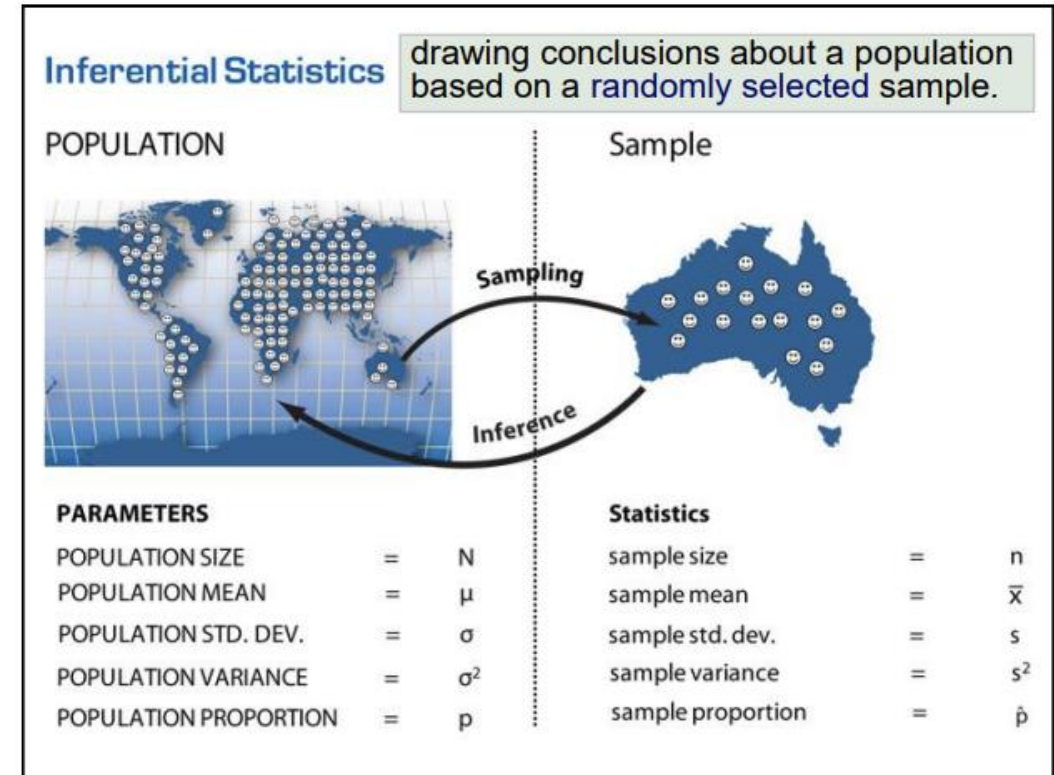 Inferential Statistics
drawing conclusions about a population
based on a randomly selected sample.
POPULATION
Sample
Sampling
Inference
PARAMETERS
POPULATION SIZE = N
POPULATION MEAN = μ
POPULATION STD. DEV. = σ
POPULATION VARIANCE = σ²
POPULATION PROPORTION = p
Statistics
sample size = n
sample mean = x̅
sample std. dev. = s
sample variance = s²
sample proportion = p̂